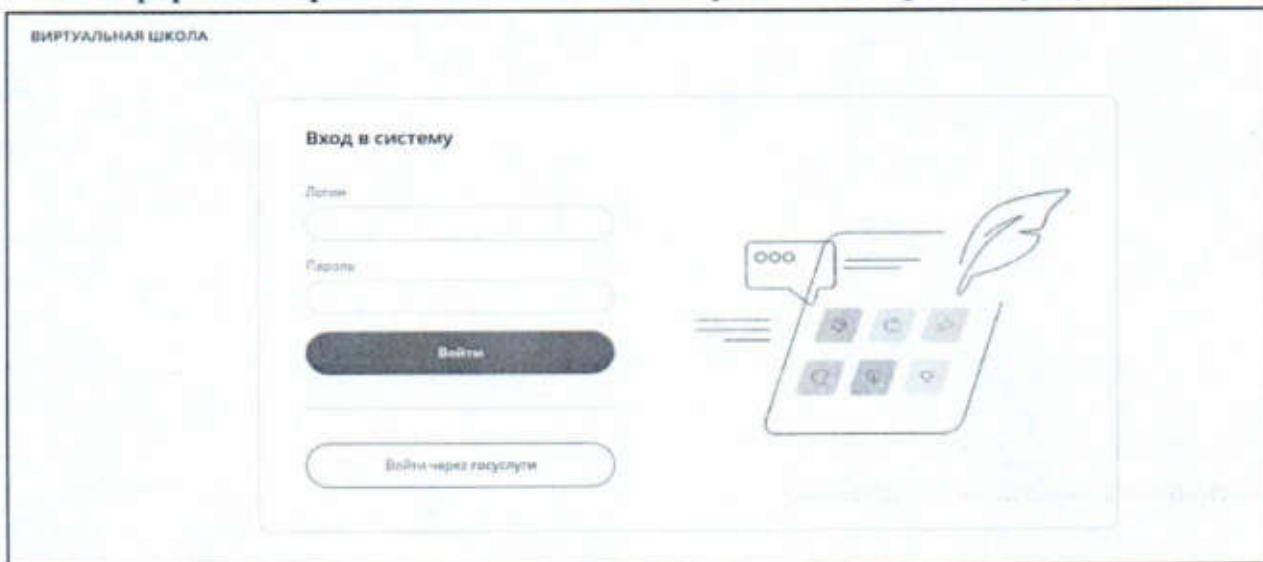 ВИРТУАЛЬНАЯ ШКОЛА
Вход в систему
Логин
Пароль
Войти
Войти через госуслуги